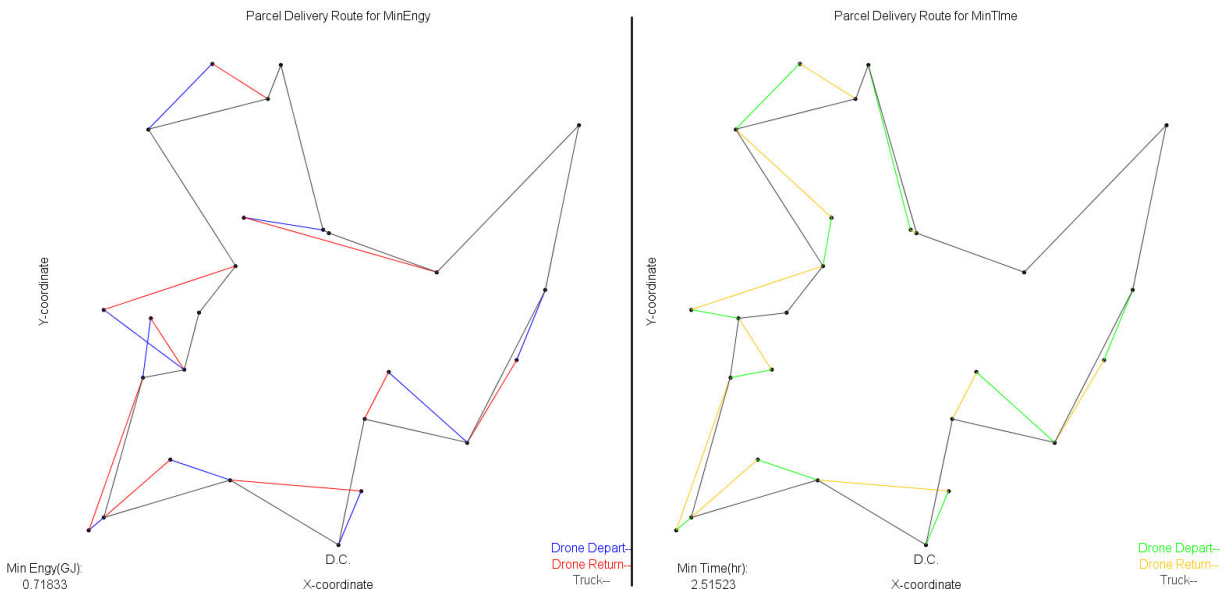 Parcel Delivery Route for MinEngy
Y-coordinate
D.C.
X-coordinate
Min Engy(GJ):
0.71833
Drone Depart--
Drone Return--
Truck--
Parcel Delivery Route for MinTIme
Y-coordinate
D.C.
X-coordinate
Min Time(hr):
2.51523
Drone Depart--
Drone Return--
Truck--